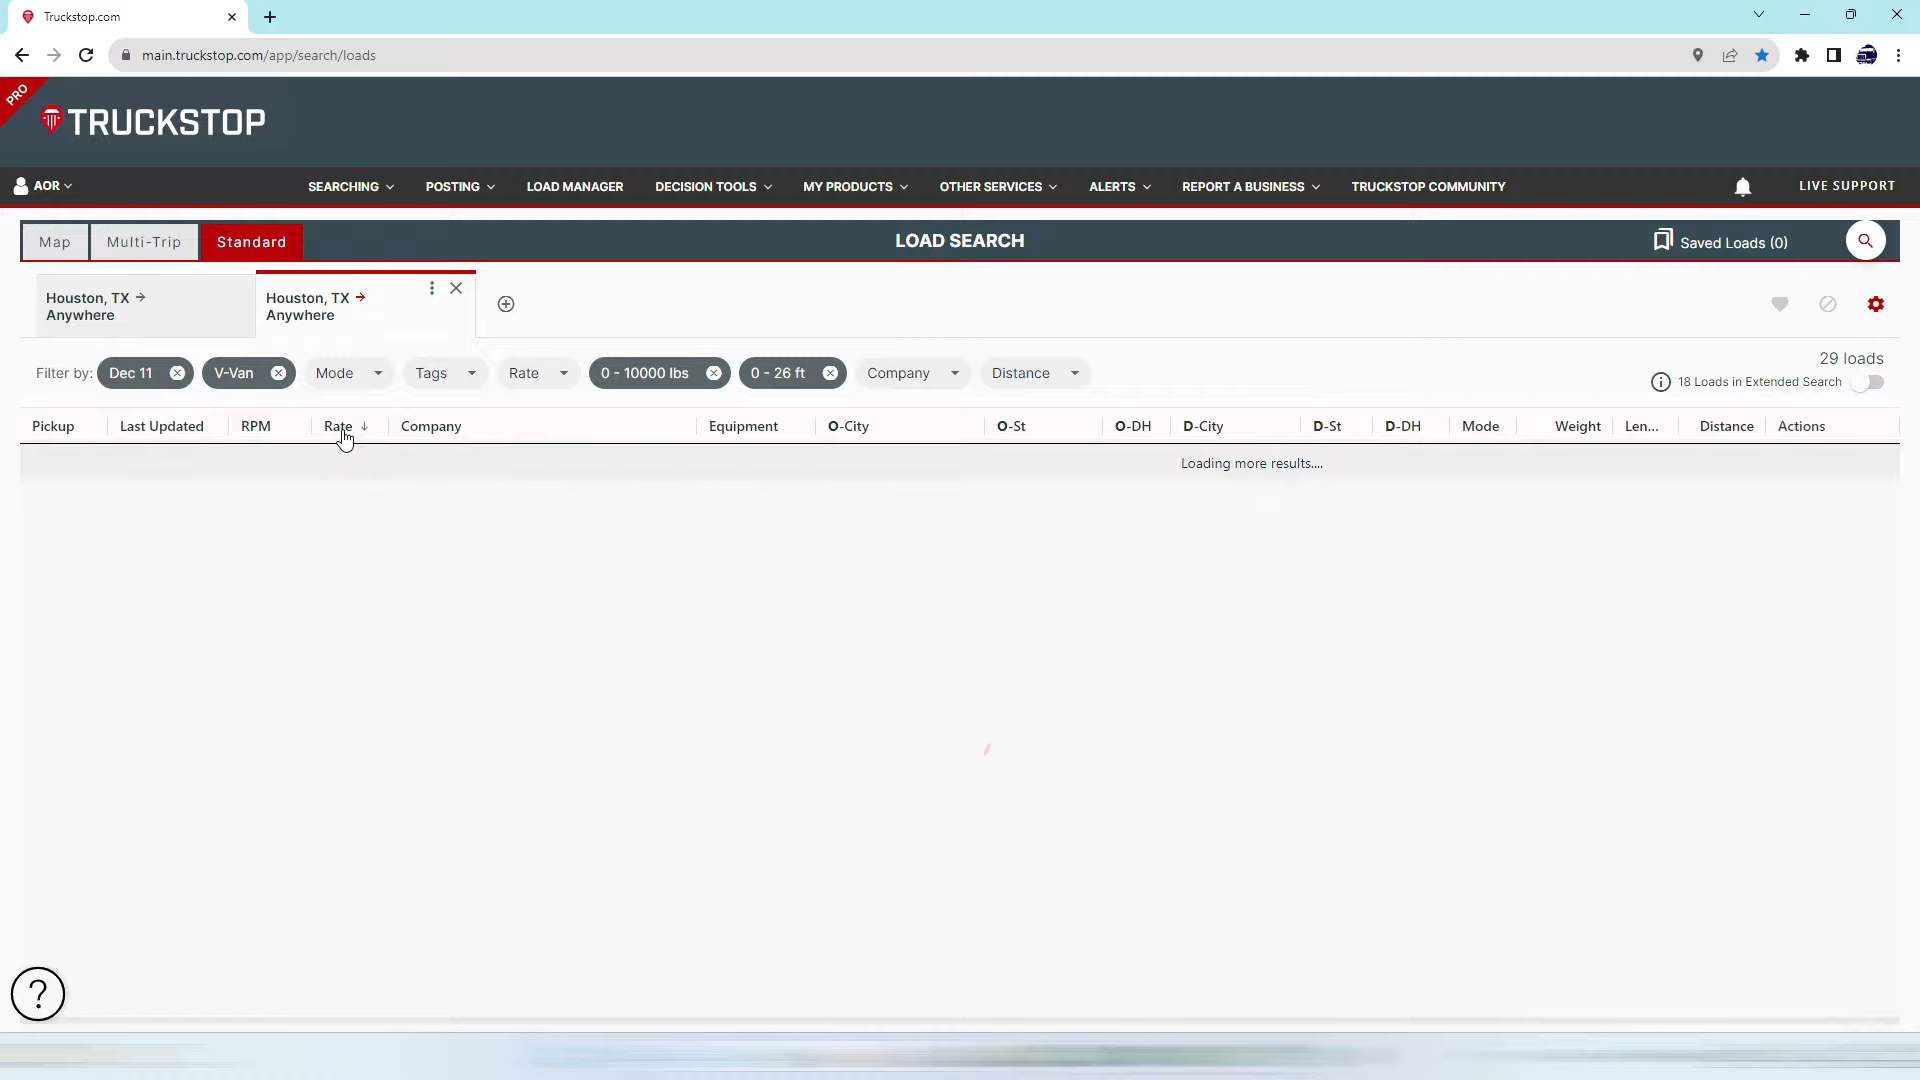 Truckstop.com
main.truckstop.com/app/search/loads
PRO
TRUCKSTOP
AOR
SEARCHING
POSTING
LOAD MANAGER
DECISION TOOLS
MY PRODUCTS
OTHER SERVICES
ALERTS
REPORT A BUSINESS
TRUCKSTOP COMMUNITY
LIVE SUPPORT
Map
Multi-Trip
Standard
LOAD SEARCH
Saved Loads (0)
Houston, TX →
Anywhere
Houston, TX →
Anywhere
Filter by:
Dec 11
V-Van
Mode
Tags
Rate
0 - 10000 lbs
0 - 26 ft
Company
Distance
29 loads
18 Loads in Extended Search
Pickup
Last Updated
RPM
Rate ↓
Company
Equipment
O-City
O-St
O-DH
D-City
D-St
D-DH
Mode
Weight
Len...
Distance
Actions
Loading more results....
?